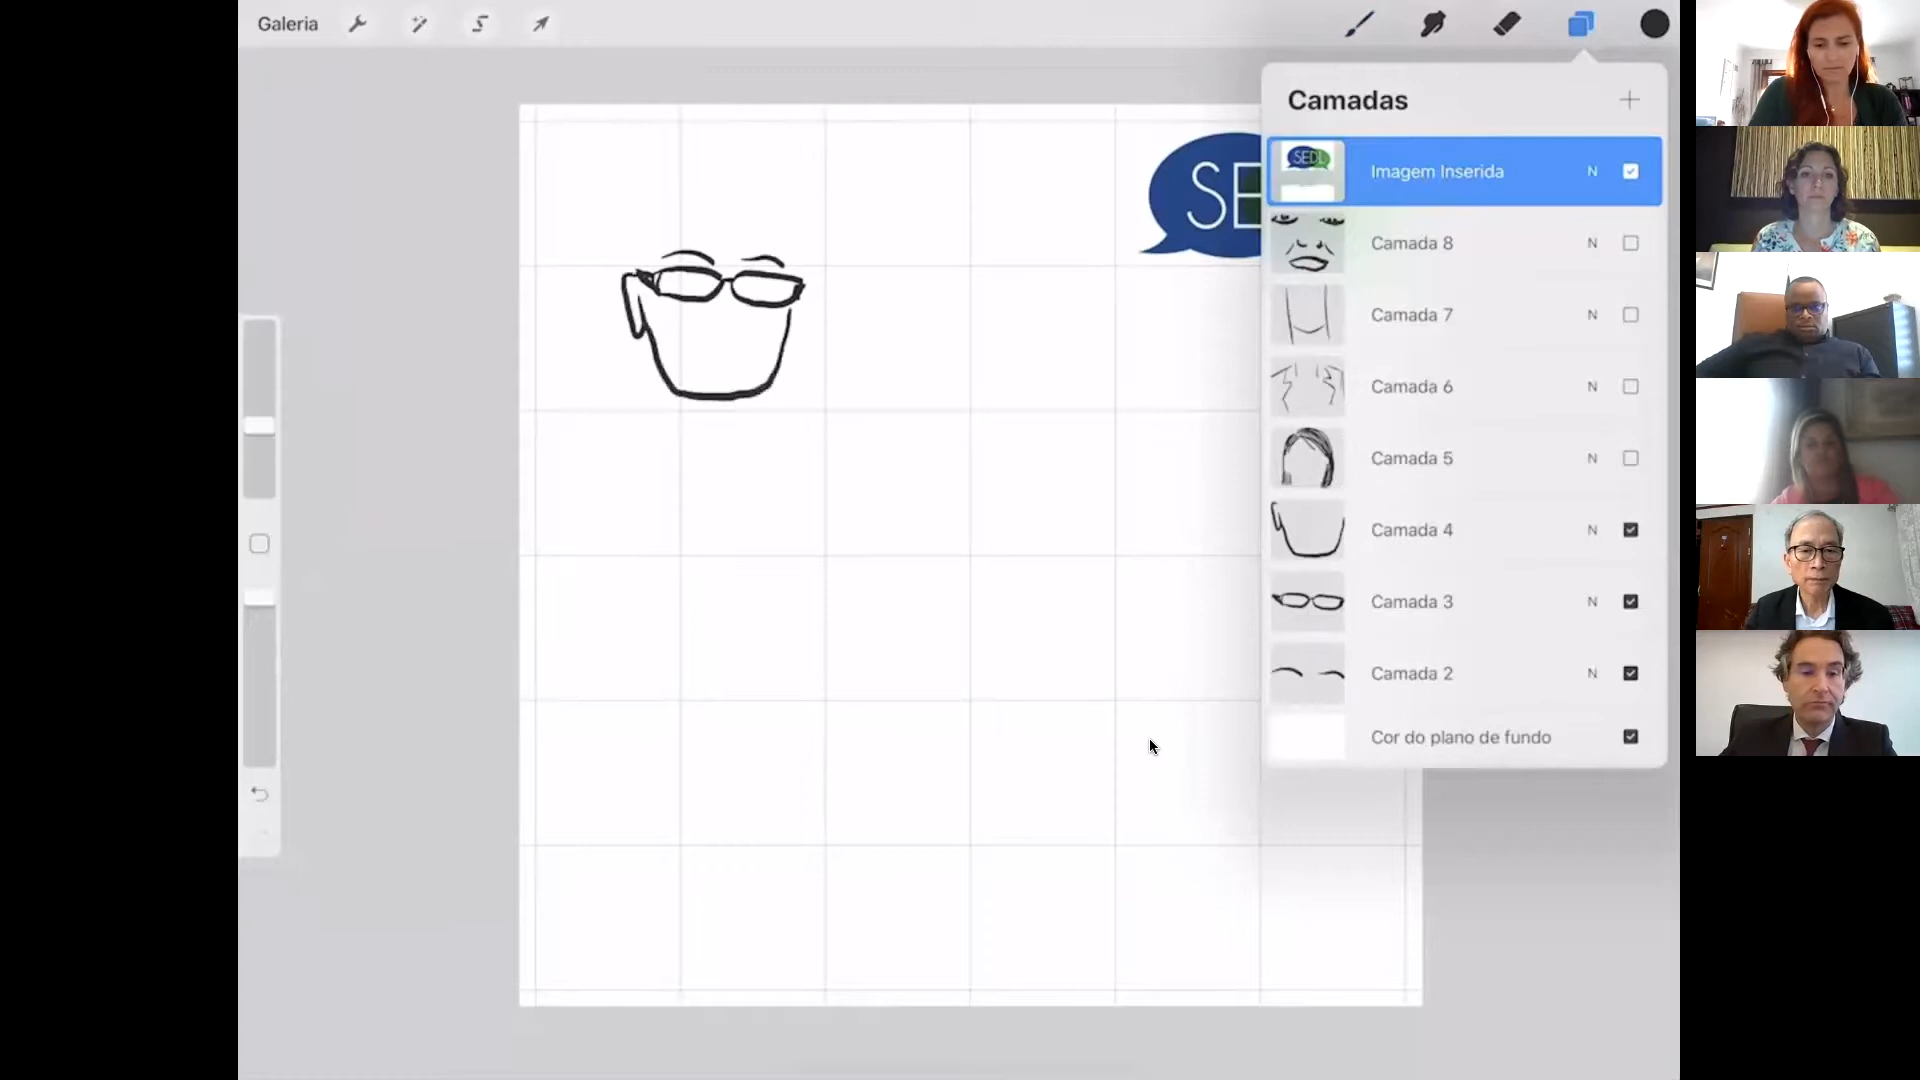 Galeria
SE
Camadas
SEDL
Imagem Inserida N
Camada 8 N
Camada 7 N
Camada 6 N
Camada 5 N
Camada 4 N
Camada 3 N
Camada 2 N
Cor do plano de fundo